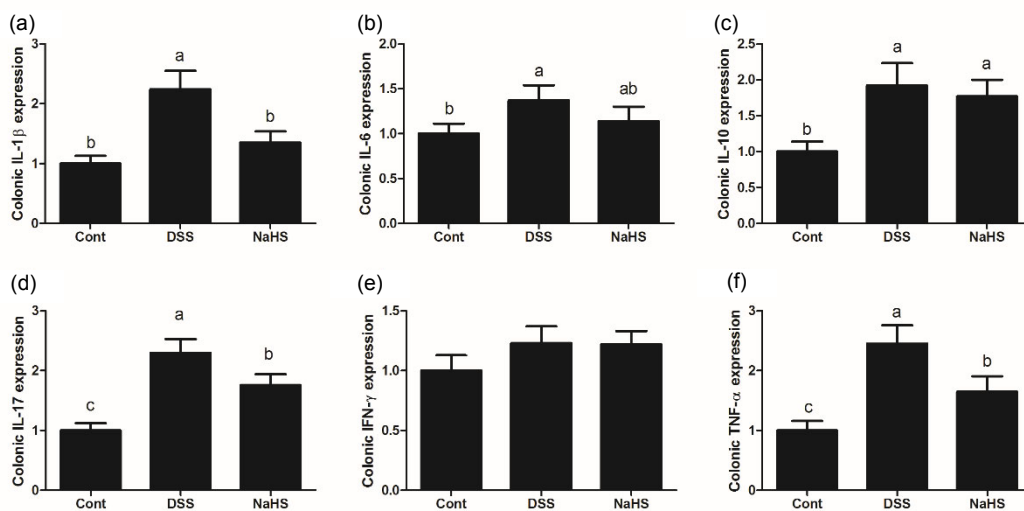 (a)
Colonic IL-1β expression
3
2
1
0
b
a
b
Cont DSS NaHS
(b)
Colonic IL-6 expression
2.0
1.5
1.0
0.5
0.0
b
a
ab
Cont DSS NaHS
(c)
Colonic IL-10 expression
2.5
2.0
1.5
1.0
0.5
0.0
b
a
a
Cont DSS NaHS
(d)
Colonic IL-17 expression
3
2
1
0
c
a
b
Cont DSS NaHS
(e)
Colonic IFN-γ expression
1.5
1.0
0.5
0.0
Cont DSS NaHS
(f)
Colonic TNF-α expression
3
2
1
0
c
a
b
Cont DSS NaHS